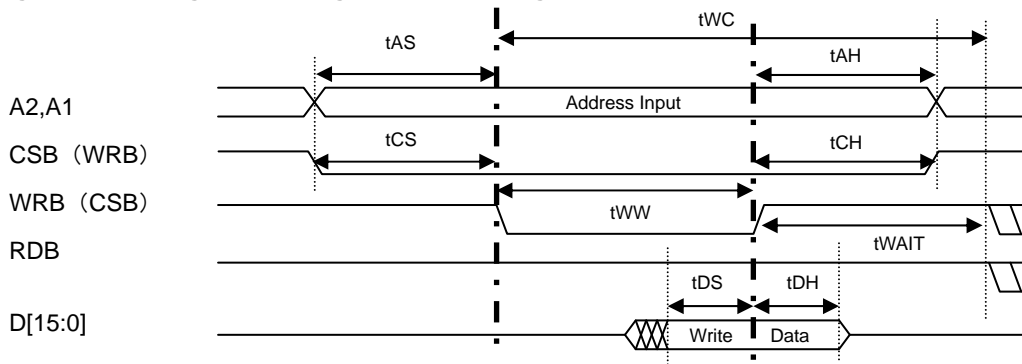 tWC
tAS
tAH
A2,A1
Address Input
tCS
tCH
CSB（WRB）
WRB（CSB）
tWW
tWAIT
RDB
tDS
tDH
D[15:0]
Write
Data